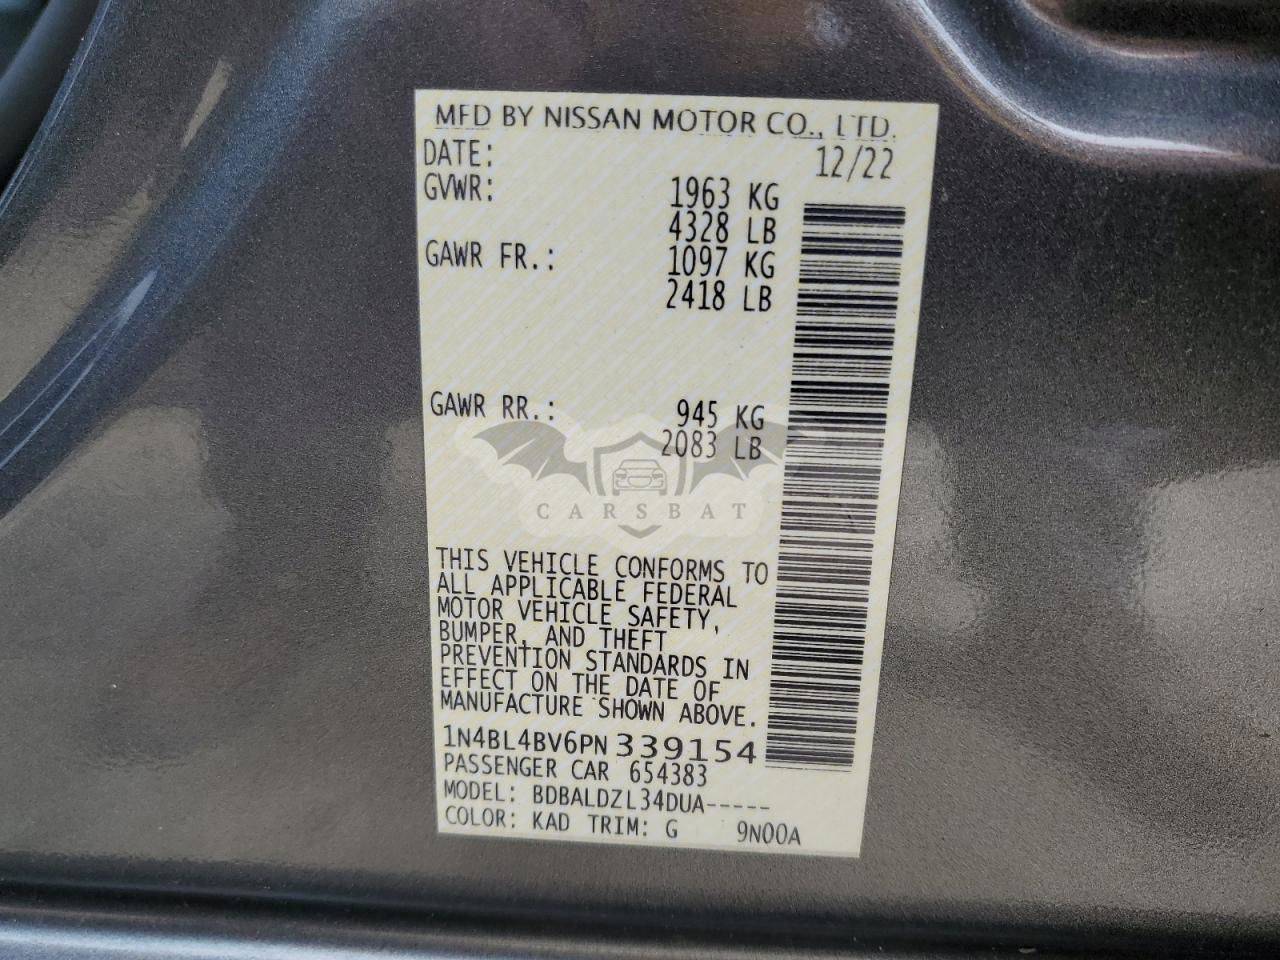 MFD BY NISSAN MOTOR CO., LTD.
DATE: 12/22
GVWR: 1963 KG
4328 LB
GAWR FR.: 1097 KG
2418 LB
GAWR RR.: 945 KG
2083 LB
CARSBAT
THIS VEHICLE CONFORMS TO
ALL APPLICABLE FEDERAL
MOTOR VEHICLE SAFETY,
BUMPER, AND THEFT
PREVENTION STANDARDS IN
EFFECT ON THE DATE OF
MANUFACTURE SHOWN ABOVE.
1N4BL4BV6PN 339154
PASSENGER CAR 654383
MODEL: BDBALDZL34DUA-----
COLOR: KAD TRIM: G 9N00A